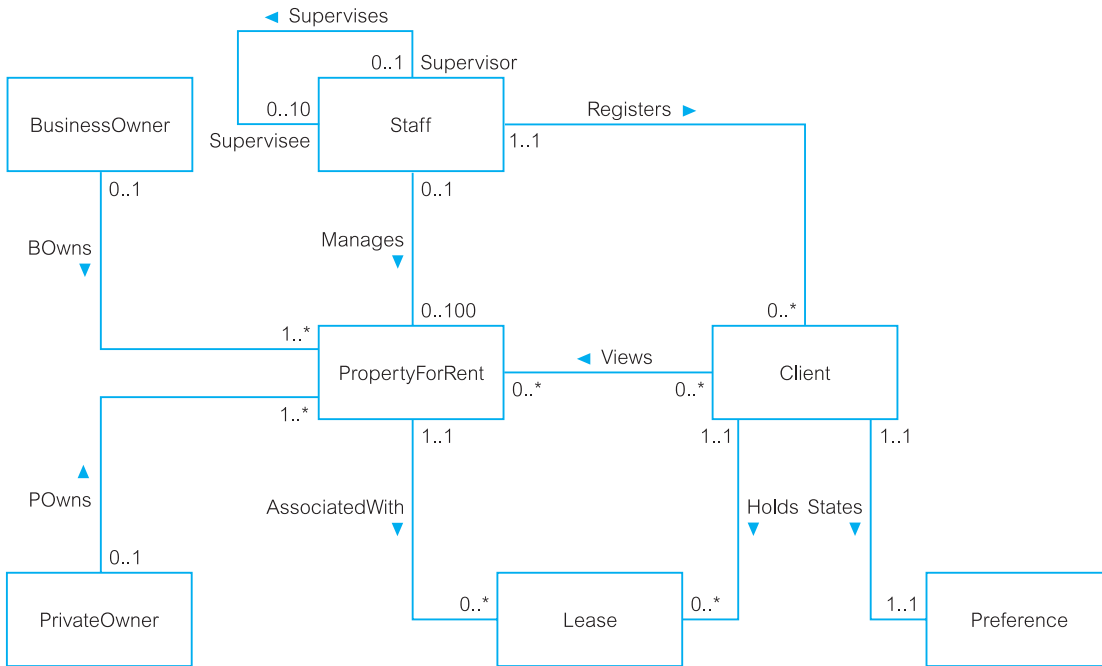 Supervises
0..1
Supervisor
BusinessOwner
0..10
Staff
Supervisee
Registers
1..1
0..1
0..1
BOwns
Manages
0..100
0..*
1..*
PropertyForRent
Views
Client
0..*
0..*
1..*
1..1
1..1
1..1
POwns
AssociatedWith
Holds
States
0..1
PrivateOwner
0..*
Lease
0..*
1..1
Preference